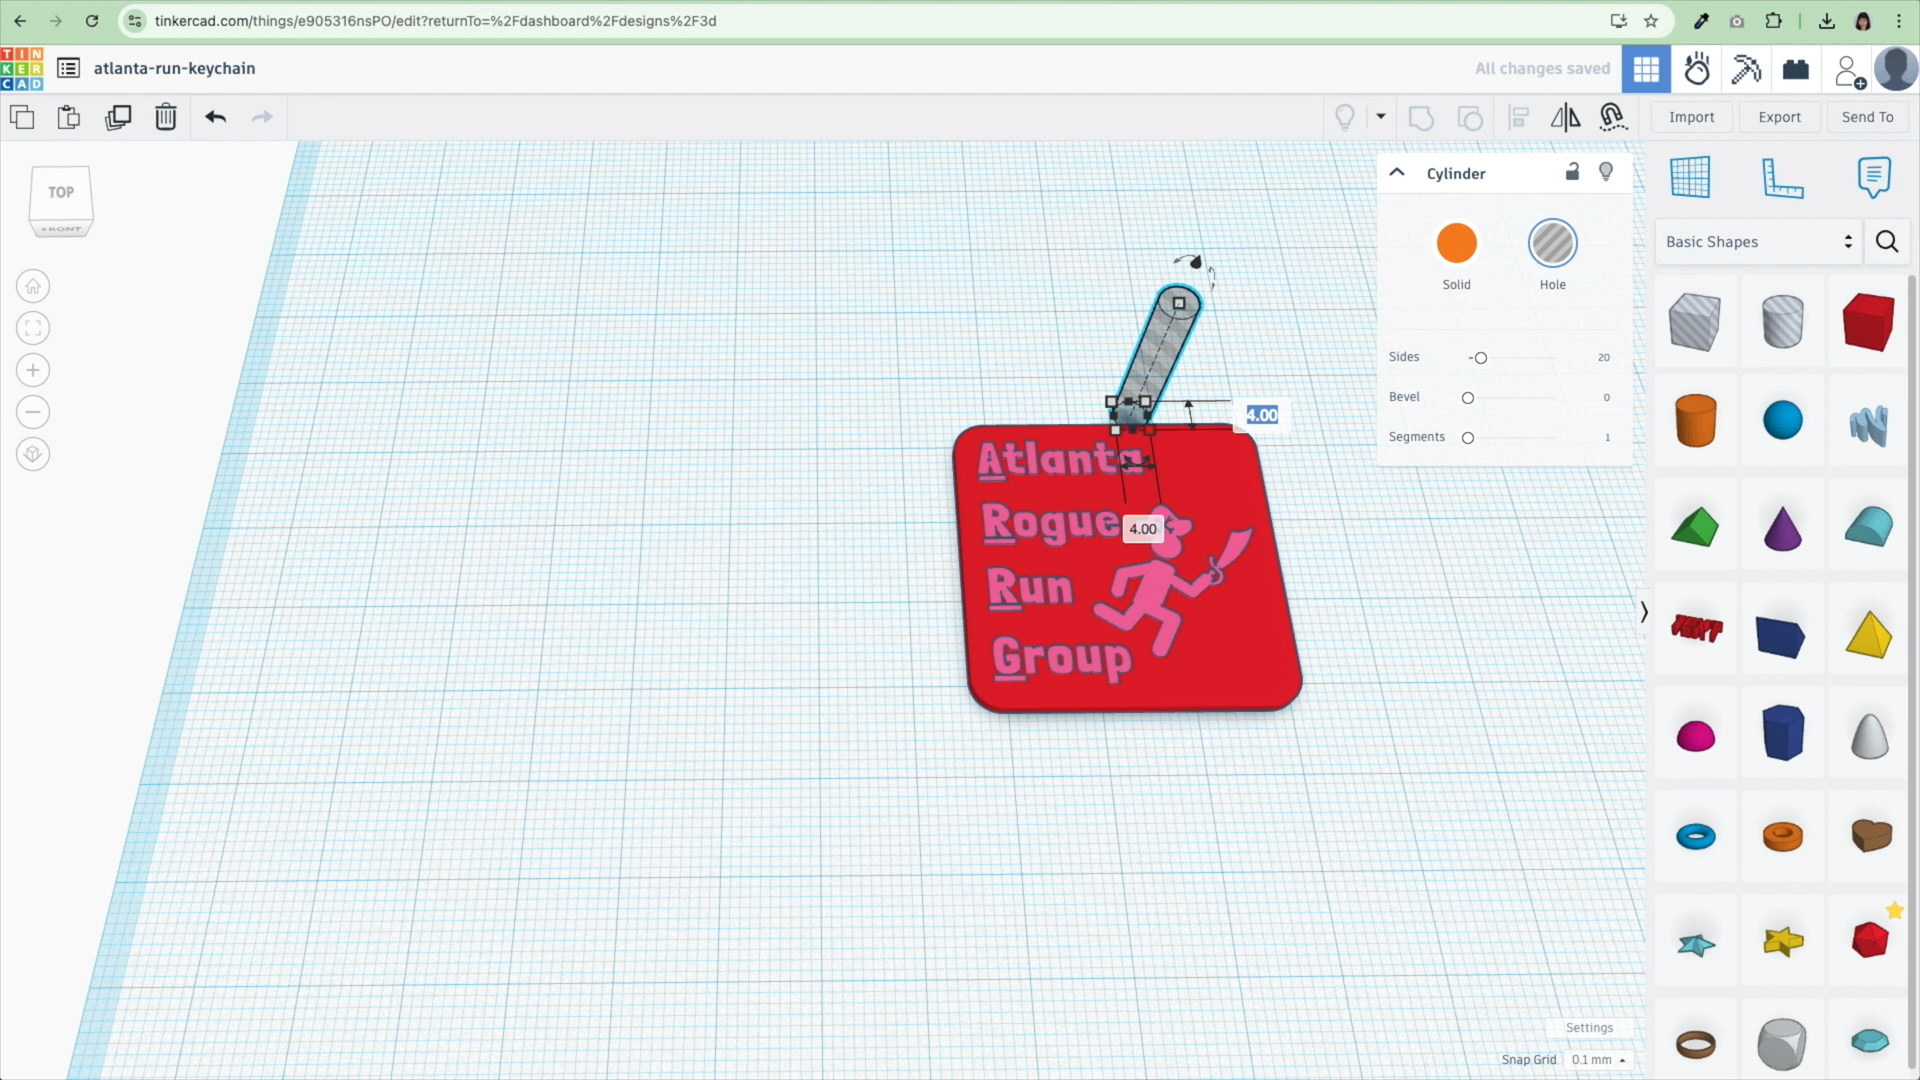 tinkercad.com/things/e905316nsPO/edit?returnTo=%2Fdashboard%2Fdesigns%2F3d
TIN
KER
CAD
atlanta-run-keychain
All changes saved
Import
Export
Send To
TOP
FRONT
Cylinder
Solid
Hole
Sides
20
Bevel
0
Segments
1
Basic Shapes
TEXT
4.00
4.00
Atlanta
Rogue
Run
Group
Settings
Snap Grid
0.1 mm